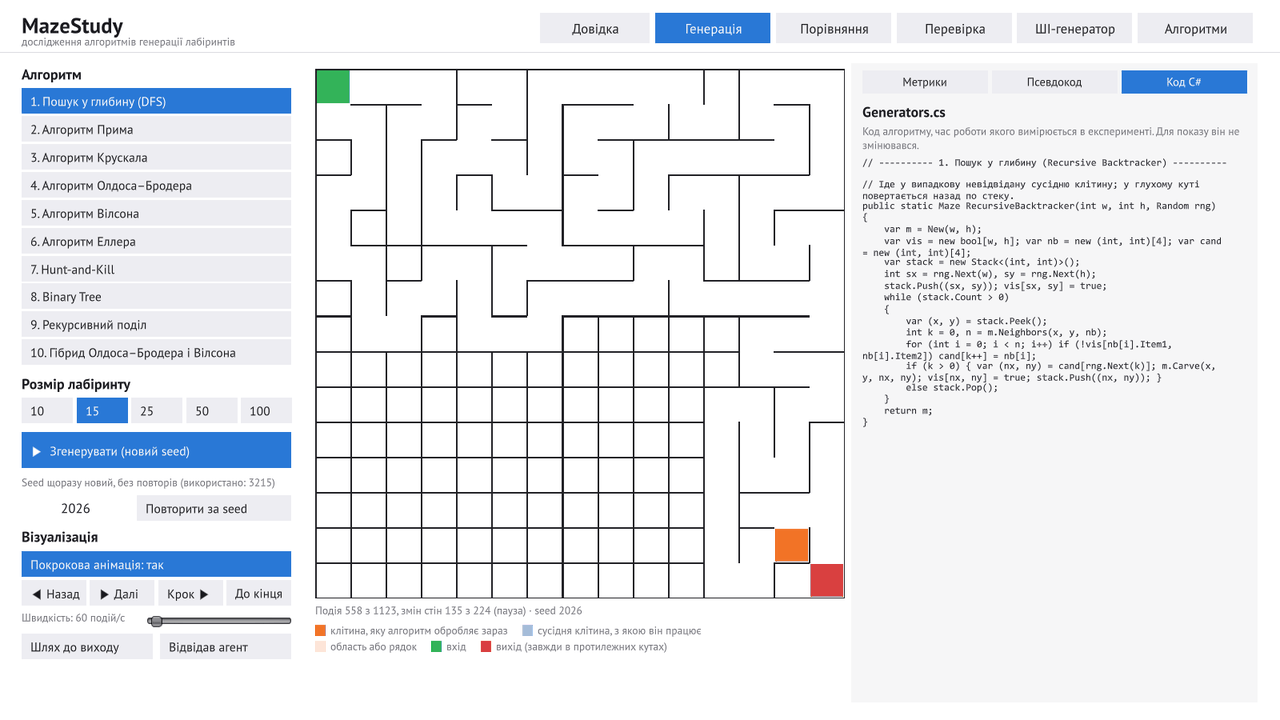 MazeStudy
дослідження алгоритмів генерації лабіринтів
Довідка
Генерація
Порівняння
Перевірка
ШІ-генератор
Алгоритми
Алгоритм
1. Пошук у глибину (DFS)
2. Алгоритм Прима
3. Алгоритм Крускала
4. Алгоритм Олдоса–Бродера
5. Алгоритм Вілсона
6. Алгоритм Еллера
7. Hunt-and-Kill
8. Binary Tree
9. Рекурсивний поділ
10. Гібрид Олдоса–Бродера і Вілсона
Розмір лабіринту
10
15
25
50
100
▶ Згенерувати (новий seed)
Seed щоразу новий, без повторів (використано: 3215)
2026
Повторити за seed
Візуалізація
Покрокова анімація: так
◀ Назад
▶ Далі
Крок ▶
До кінця
Швидкість: 60 подій/с
Шлях до виходу
Відвідав агент
Подія 558 з 1123, змін стін 135 з 224 (пауза) · seed 2026
клітина, яку алгоритм обробляє зараз
сусідня клітина, з якою він працює
область або рядок
вхід
вихід (завжди в протилежних кутах)
Метрики
Псевдокод
Код C#
Generators.cs
Код алгоритму, час роботи якого вимірюється в експерименті. Для показу він не
змінювався.
// ---------- 1. Пошук у глибину (Recursive Backtracker) ----------
// Іде у випадкову невідвідану сусідню клітину; у глухому куті
повертається назад по стеку.
public static Maze RecursiveBacktracker(int w, int h, Random rng)
{
    var m = New(w, h);
    var vis = new bool[w, h]; var nb = new (int, int)[4]; var cand
= new (int, int)[4];
    var stack = new Stack<(int, int)>();
    int sx = rng.Next(w), sy = rng.Next(h);
    stack.Push((sx, sy)); vis[sx, sy] = true;
    while (stack.Count > 0)
    {
        var (x, y) = stack.Peek();
        int k = 0, n = m.Neighbors(x, y, nb);
        for (int i = 0; i < n; i++) if (!vis[nb[i].Item1,
nb[i].Item2]) cand[k++] = nb[i];
        if (k > 0) { var (nx, ny) = cand[rng.Next(k)]; m.Carve(x,
y, nx, ny); vis[nx, ny] = true; stack.Push((nx, ny)); }
        else stack.Pop();
    }
    return m;
}